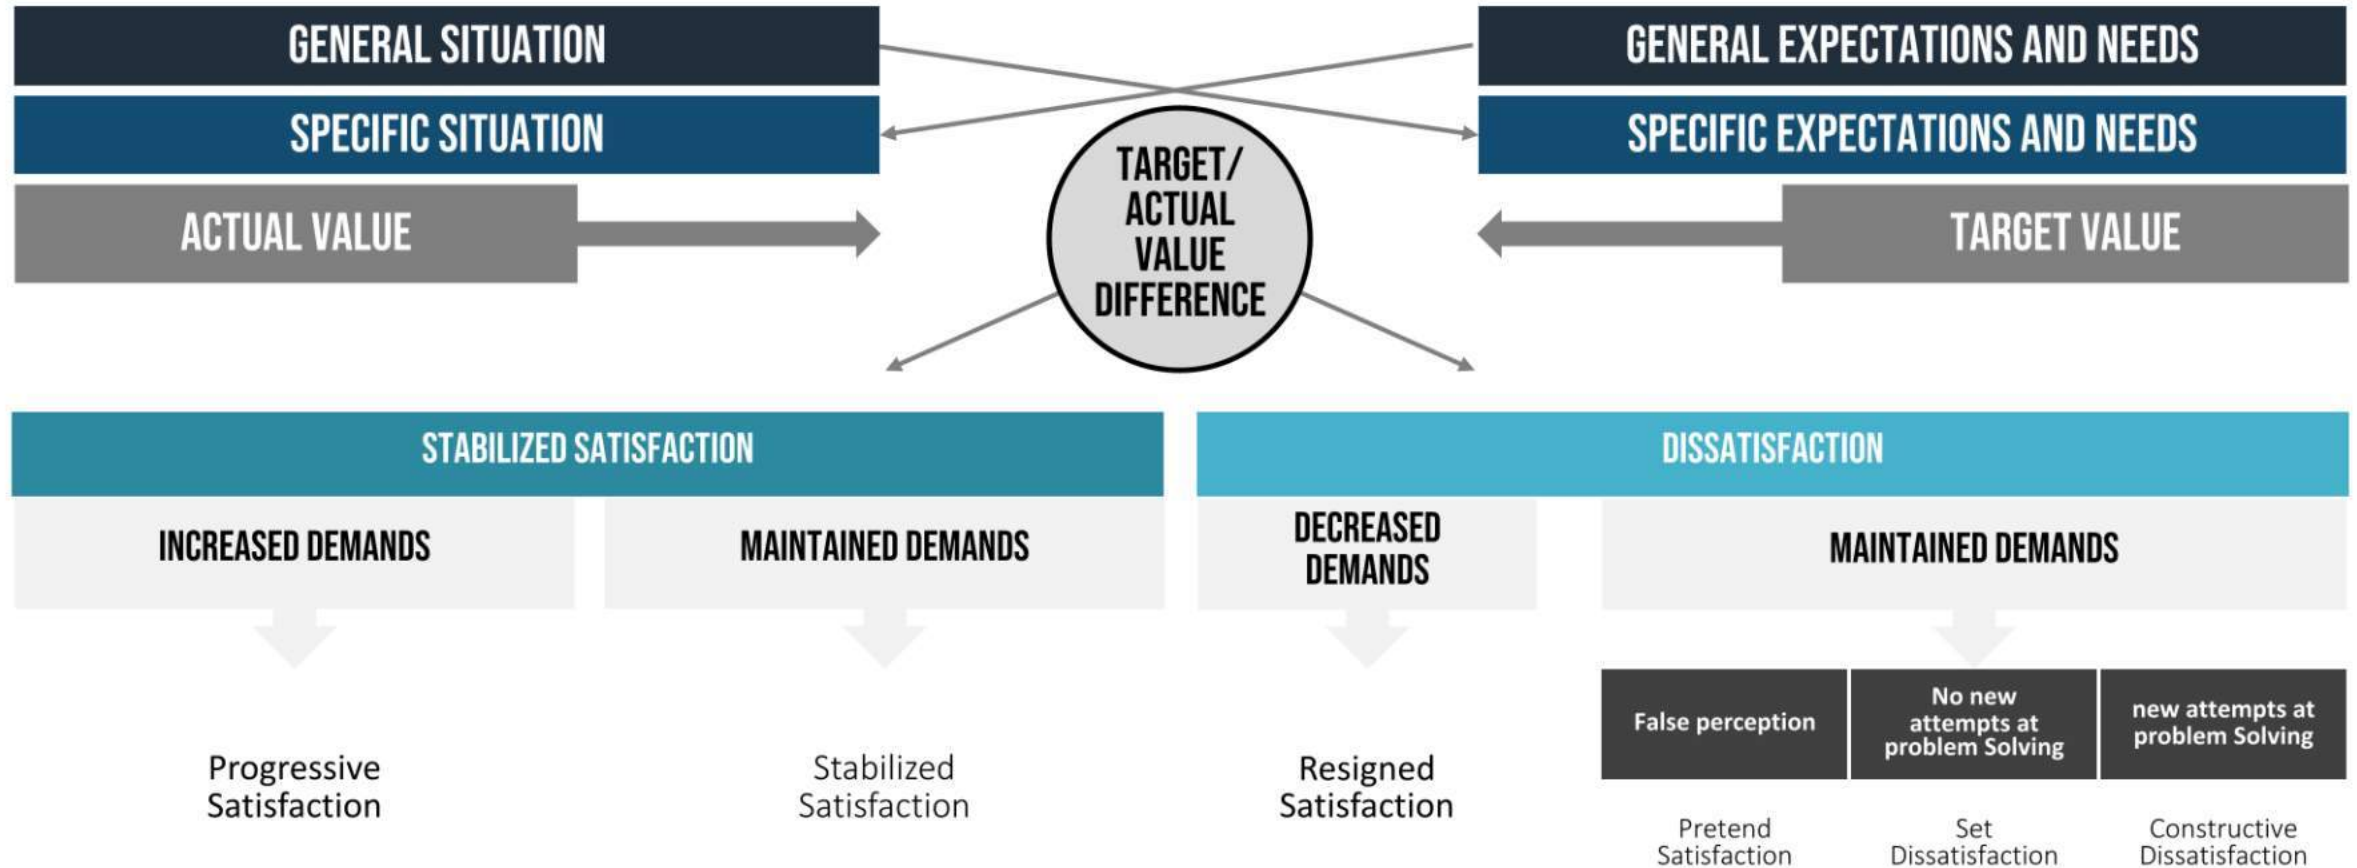 GENERAL SITUATION
GENERAL EXPECTATIONS AND NEEDS
SPECIFIC SITUATION
SPECIFIC EXPECTATIONS AND NEEDS
ACTUAL VALUE
TARGET/
ACTUAL
VALUE
DIFFERENCE
TARGET VALUE
STABILIZED SATISFACTION
DISSATISFACTION
INCREASED DEMANDS
MAINTAINED DEMANDS
DECREASED
DEMANDS
MAINTAINED DEMANDS
False perception
No new
attempts at
problem Solving
new attempts at
problem Solving
Progressive
Satisfaction
Stabilized
Satisfaction
Resigned
Satisfaction
Pretend
Satisfaction
Set
Dissatisfaction
Constructive
Dissatisfaction